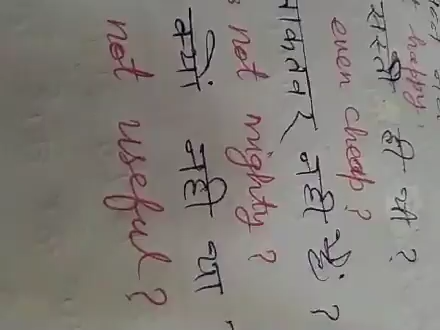 happy
सस्ती ही थी ?
even cheap ?
ताकतवर नहीं हैं ?
not mighty ?
क्यों नहीं था
not useful ?